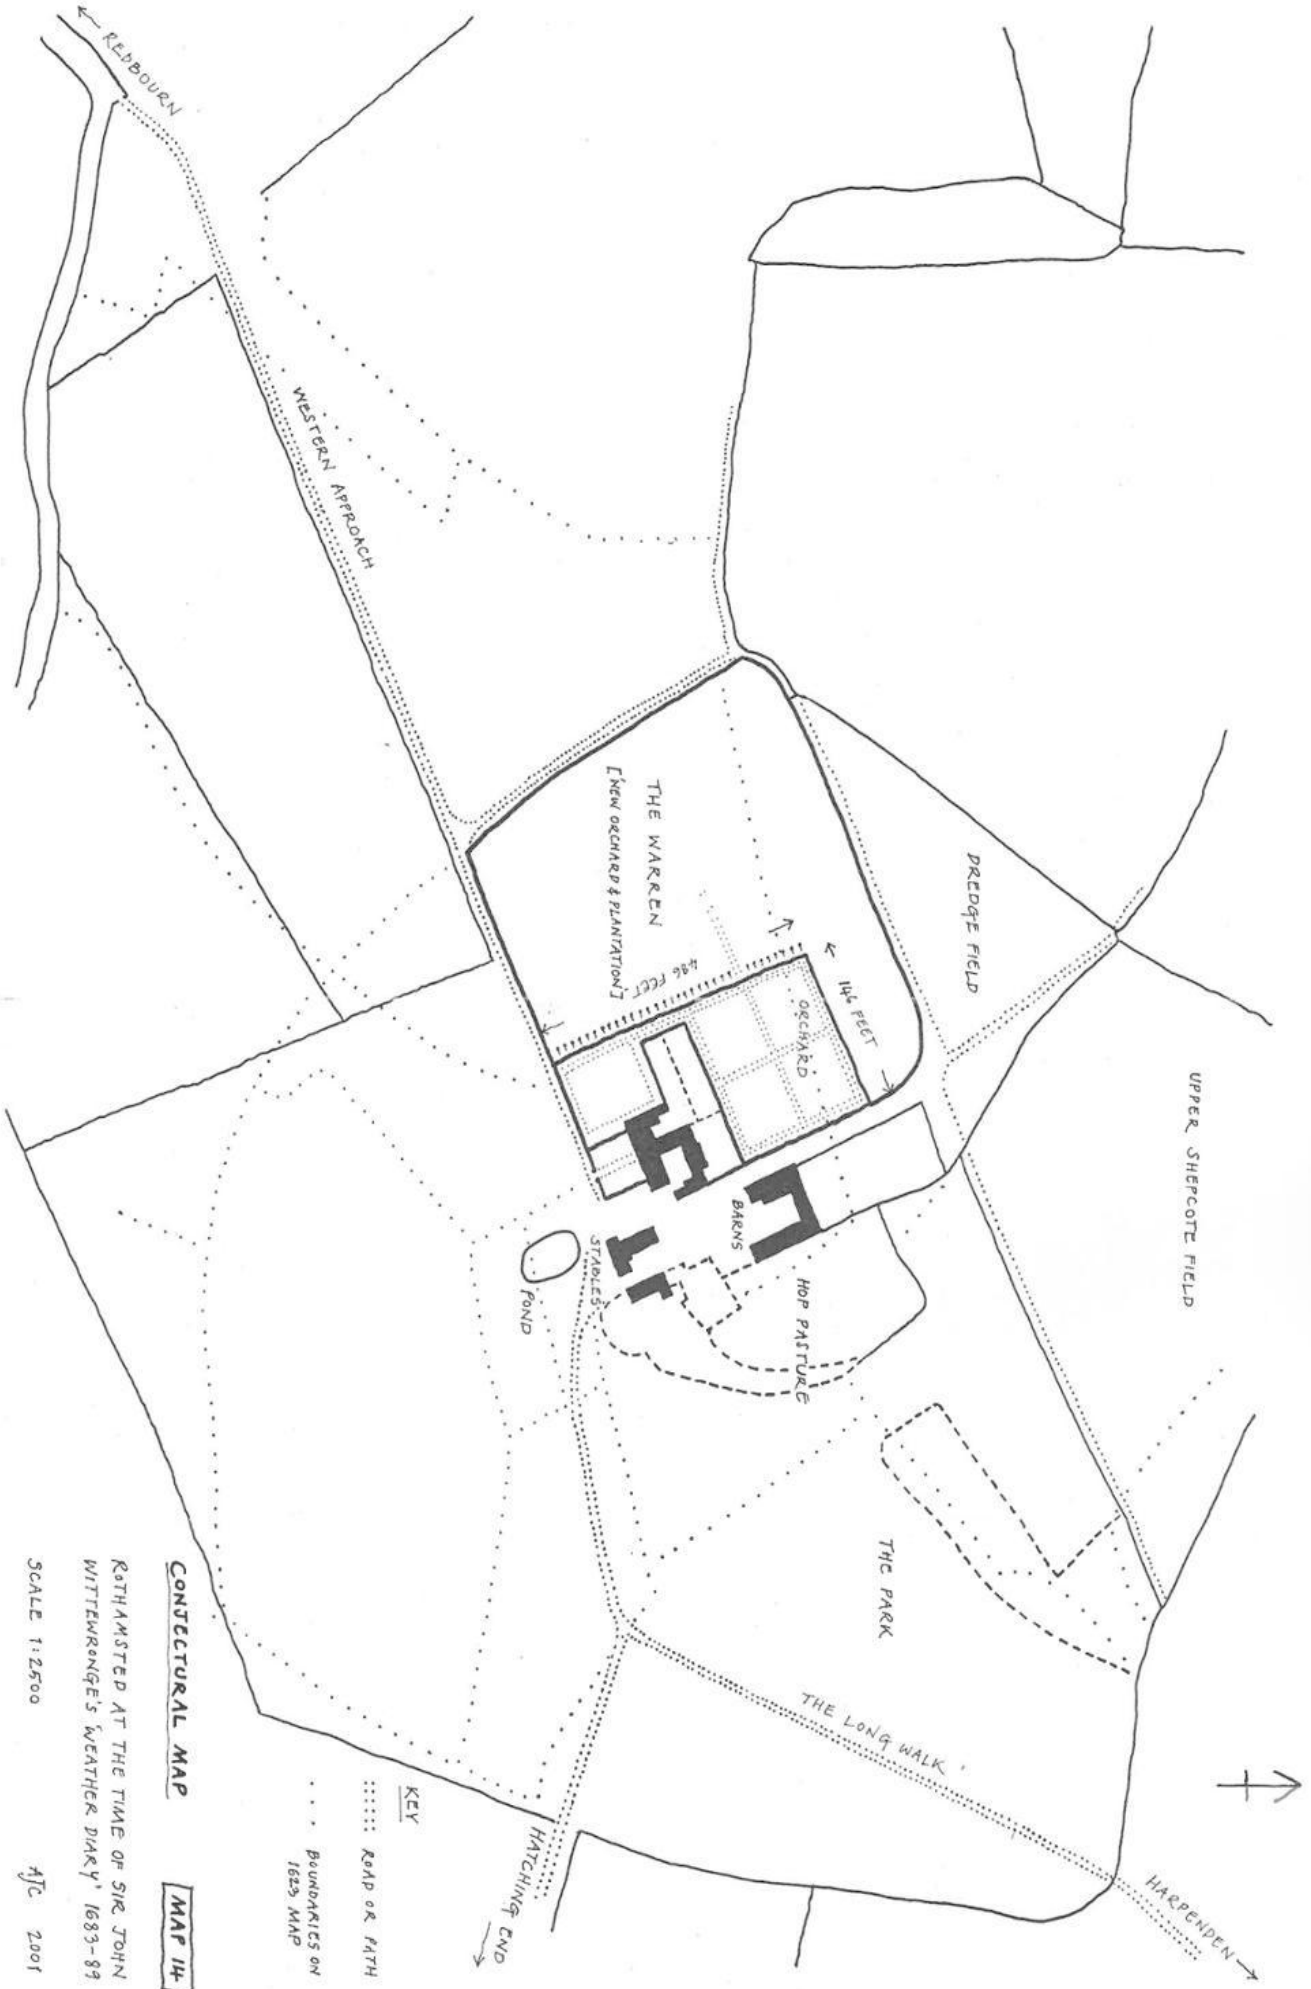 ← REDBOURN
WESTERN APPROACH
THE WARREN
['NEW ORCHARD & PLANTATION']
486 FEET
146 FEET
ORCHARD
DREDGE FIELD
UPPER SHEPCOTE FIELD
BARNS
STABLES
POND
HOP PASTURE
THE PARK
THE LONG WALK
HARPENDEN →
HATCHING END →
KEY
ROAD OR PATH
BOUNDARIES ON
1623 MAP
CONJECTURAL MAP
MAP 14
ROTHAMSTED AT THE TIME OF SIR JOHN
WITTEWRONGE'S 'WEATHER DIARY' 1683-89
SCALE 1:2500
AJC 2001